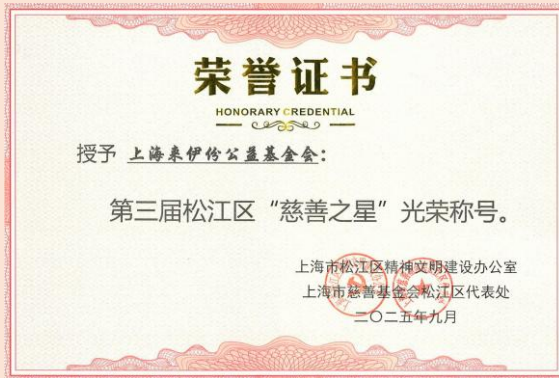 荣誉证书
HONORARY CREDENTIAL
授予 上海来伊份公益基金会：
第三届松江区“慈善之星”光荣称号。
上海市松江区精神文明建设办公室
上海市慈善基金会松江区代表处
二〇二五年九月